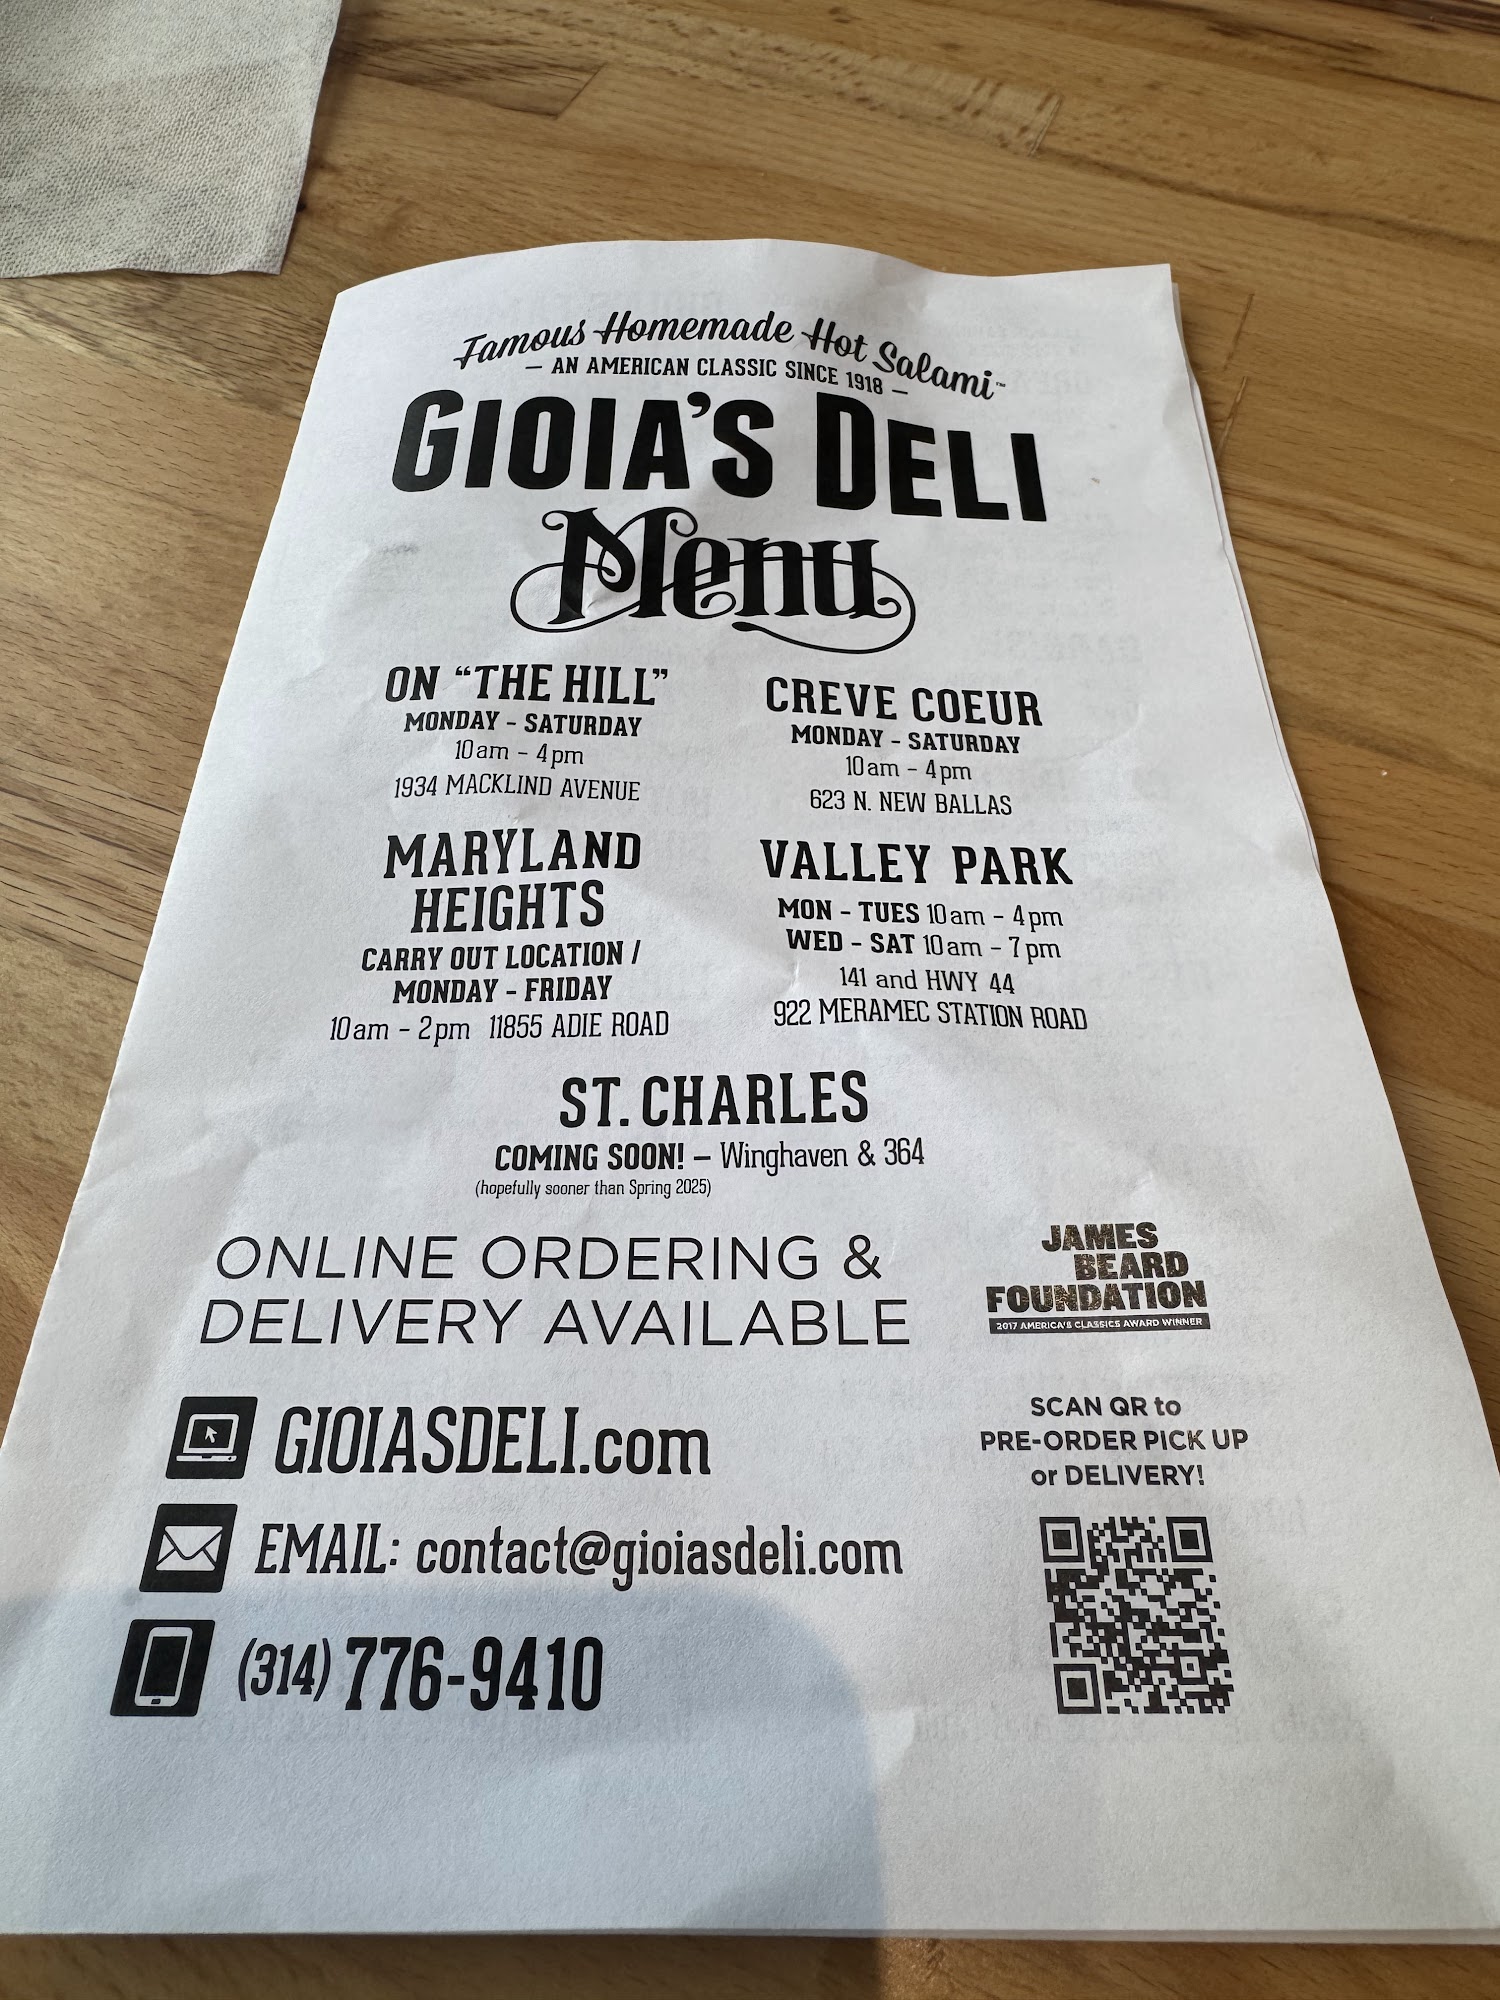 Famous Homemade Hot Salami™
— AN AMERICAN CLASSIC SINCE 1918 —
GIOIA'S DELI
Menu
ON "THE HILL"
MONDAY - SATURDAY
10am - 4pm
1934 MACKLIND AVENUE
CREVE COEUR
MONDAY - SATURDAY
10am - 4pm
623 N. NEW BALLAS
MARYLAND
HEIGHTS
CARRY OUT LOCATION /
MONDAY - FRIDAY
10am - 2pm 11855 ADIE ROAD
VALLEY PARK
MON - TUES 10am - 4pm
WED - SAT 10am - 7pm
141 and HWY 44
922 MERAMEC STATION ROAD
ST. CHARLES
COMING SOON! – Winghaven & 364
(hopefully sooner than Spring 2025)
ONLINE ORDERING &
DELIVERY AVAILABLE
JAMES
BEARD
FOUNDATION
2017 AMERICA'S CLASSICS AWARD WINNER
GIOIASDELI.com
EMAIL: contact@gioiasdeli.com
(314) 776-9410
SCAN QR to
PRE-ORDER PICK UP
or DELIVERY!